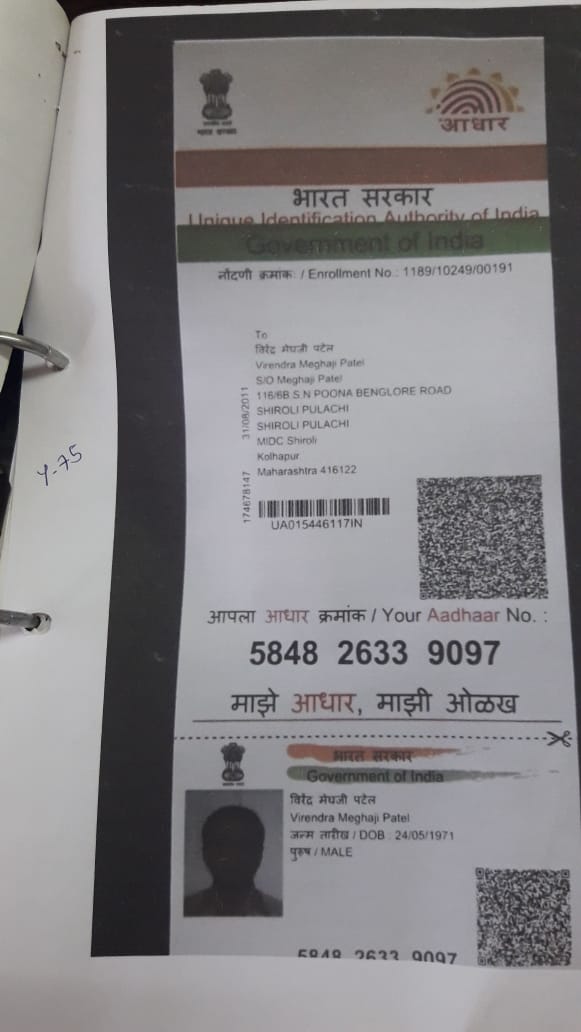 भारत सरकार
आधार
भारत सरकार
Unique Identification Authority of India
Government of India
नोंदणी क्रमांक: / Enrollment No.: 1189/10249/00191
To
विरेंद्र मेघजी पटेल
Virendra Meghaji Patel
S/O Meghaji Patel
116/6B S.N POONA BENGLORE ROAD
SHIROLI PULACHI
SHIROLI PULACHI
MIDC Shiroli
Kolhapur
Maharashtra 416122
174678147 31/08/2011
UA015446117IN
Y-75
आपला आधार क्रमांक / Your Aadhaar No. :
5848 2633 9097
माझे आधार, माझी ओळख
भारत सरकार
Government of India
विरेंद्र मेघजी पटेल
Virendra Meghaji Patel
जन्म तारीख / DOB : 24/05/1971
पुरुष / MALE
5848 2633 9097